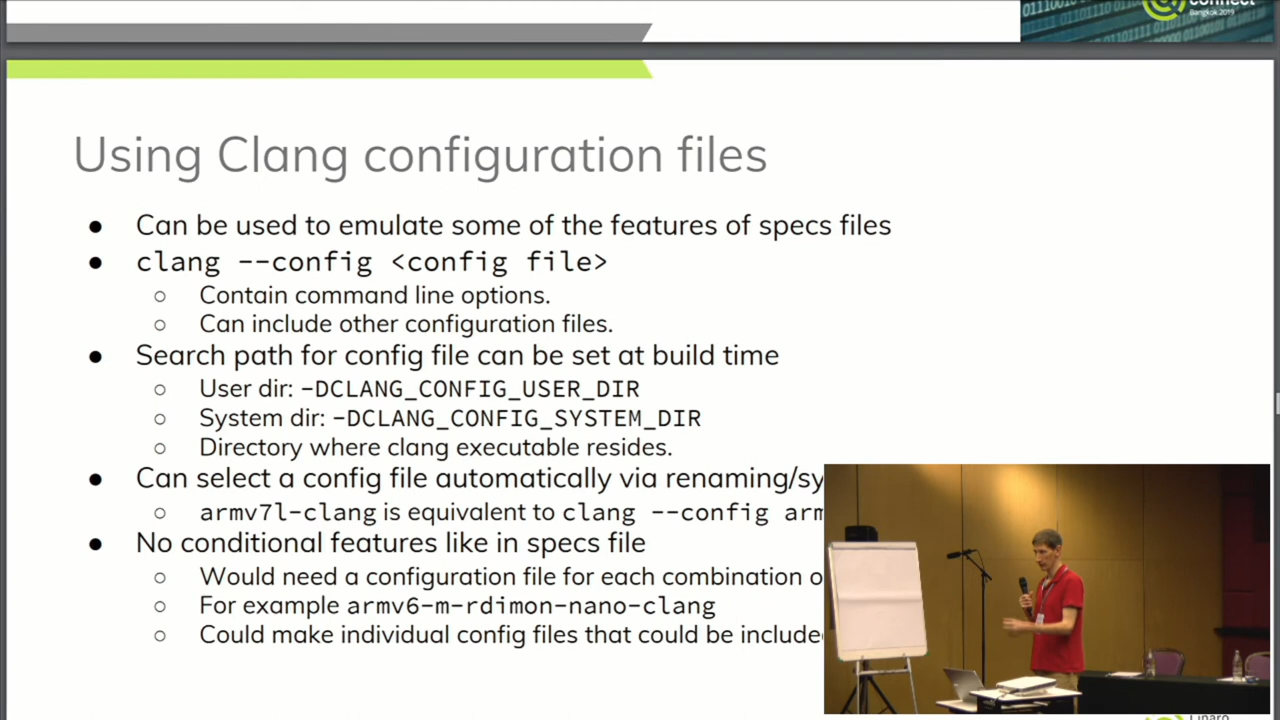 connect
Bangkok 2019
Using Clang configuration files
● Can be used to emulate some of the features of specs files
● clang --config <config file>
○ Contain command line options.
○ Can include other configuration files.
● Search path for config file can be set at build time
○ User dir: -DCLANG_CONFIG_USER_DIR
○ System dir: -DCLANG_CONFIG_SYSTEM_DIR
○ Directory where clang executable resides.
● Can select a config file automatically via renaming/sy
○ armv7l-clang is equivalent to clang --config arm
● No conditional features like in specs file
○ Would need a configuration file for each combination o
○ For example armv6-m-rdimon-nano-clang
○ Could make individual config files that could be include
Linaro